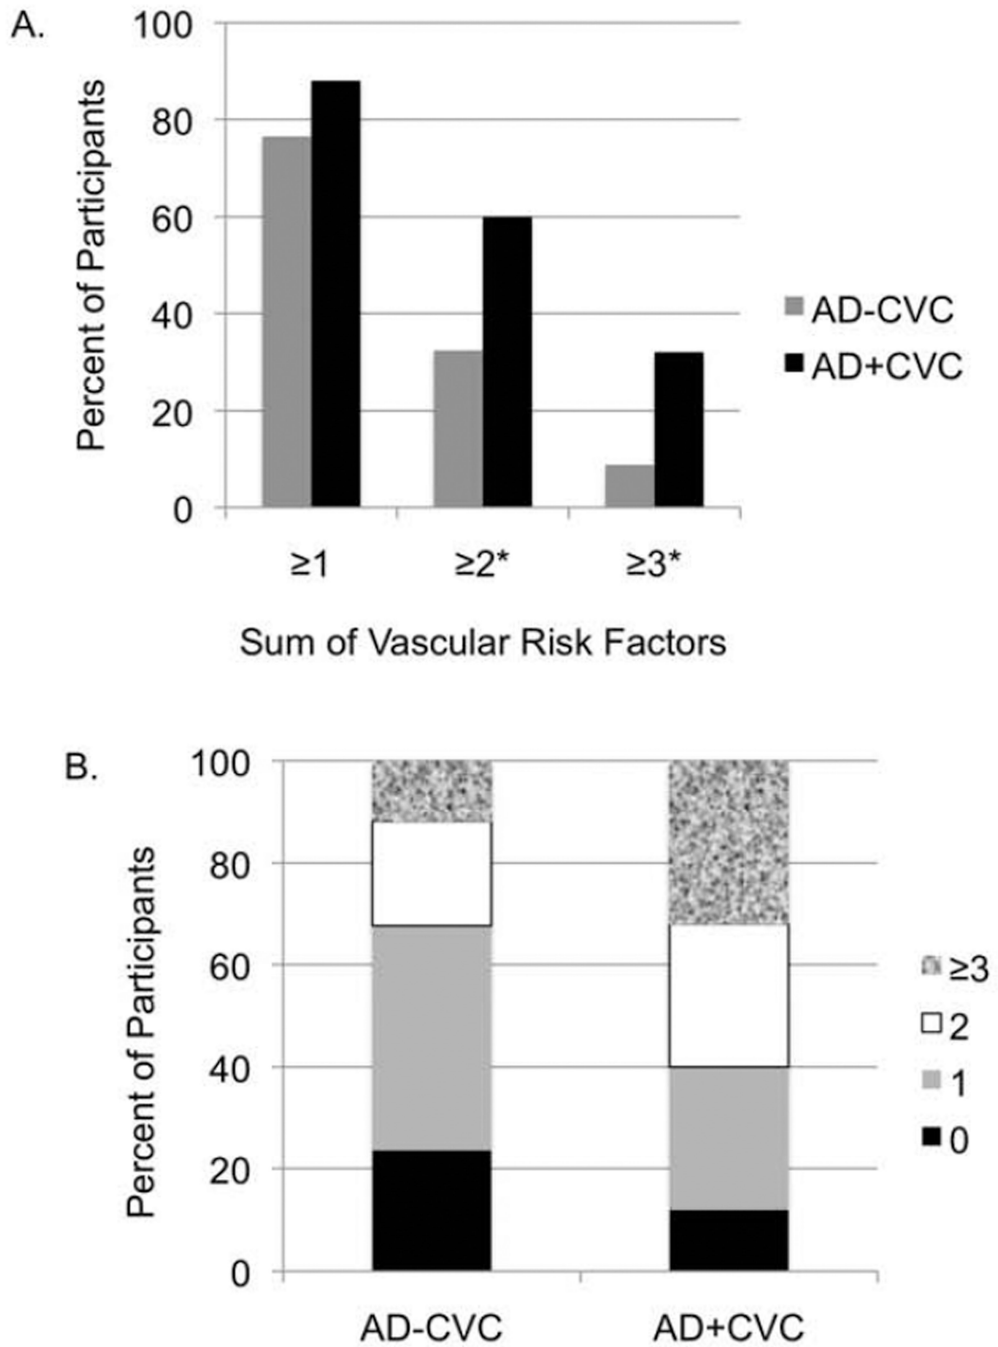 A.
Percent of Participants
100
80
60
40
20
0
≥1 ≥2* ≥3*
Sum of Vascular Risk Factors
AD-CVC
AD+CVC
B.
Percent of Participants
100
80
60
40
20
0
AD-CVC AD+CVC
≥3
2
1
0